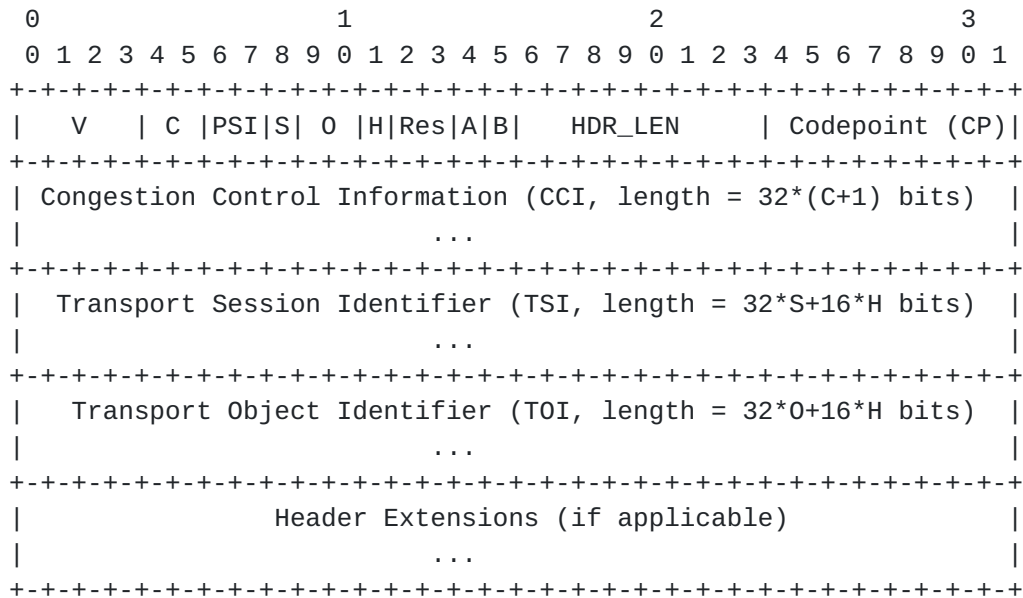 0                   1                   2                   3
 0 1 2 3 4 5 6 7 8 9 0 1 2 3 4 5 6 7 8 9 0 1 2 3 4 5 6 7 8 9 0 1
+-+-+-+-+-+-+-+-+-+-+-+-+-+-+-+-+-+-+-+-+-+-+-+-+-+-+-+-+-+-+-+-+
|   V   | C |PSI|S| O |H|Res|A|B|   HDR_LEN     | Codepoint (CP)|
+-+-+-+-+-+-+-+-+-+-+-+-+-+-+-+-+-+-+-+-+-+-+-+-+-+-+-+-+-+-+-+-+
| Congestion Control Information (CCI, length = 32*(C+1) bits)  |
|                          ...                                  |
+-+-+-+-+-+-+-+-+-+-+-+-+-+-+-+-+-+-+-+-+-+-+-+-+-+-+-+-+-+-+-+-+
|  Transport Session Identifier (TSI, length = 32*S+16*H bits)  |
|                          ...                                  |
+-+-+-+-+-+-+-+-+-+-+-+-+-+-+-+-+-+-+-+-+-+-+-+-+-+-+-+-+-+-+-+-+
|   Transport Object Identifier (TOI, length = 32*O+16*H bits)  |
|                          ...                                  |
+-+-+-+-+-+-+-+-+-+-+-+-+-+-+-+-+-+-+-+-+-+-+-+-+-+-+-+-+-+-+-+-+
|                Header Extensions (if applicable)              |
|                          ...                                  |
+-+-+-+-+-+-+-+-+-+-+-+-+-+-+-+-+-+-+-+-+-+-+-+-+-+-+-+-+-+-+-+-+